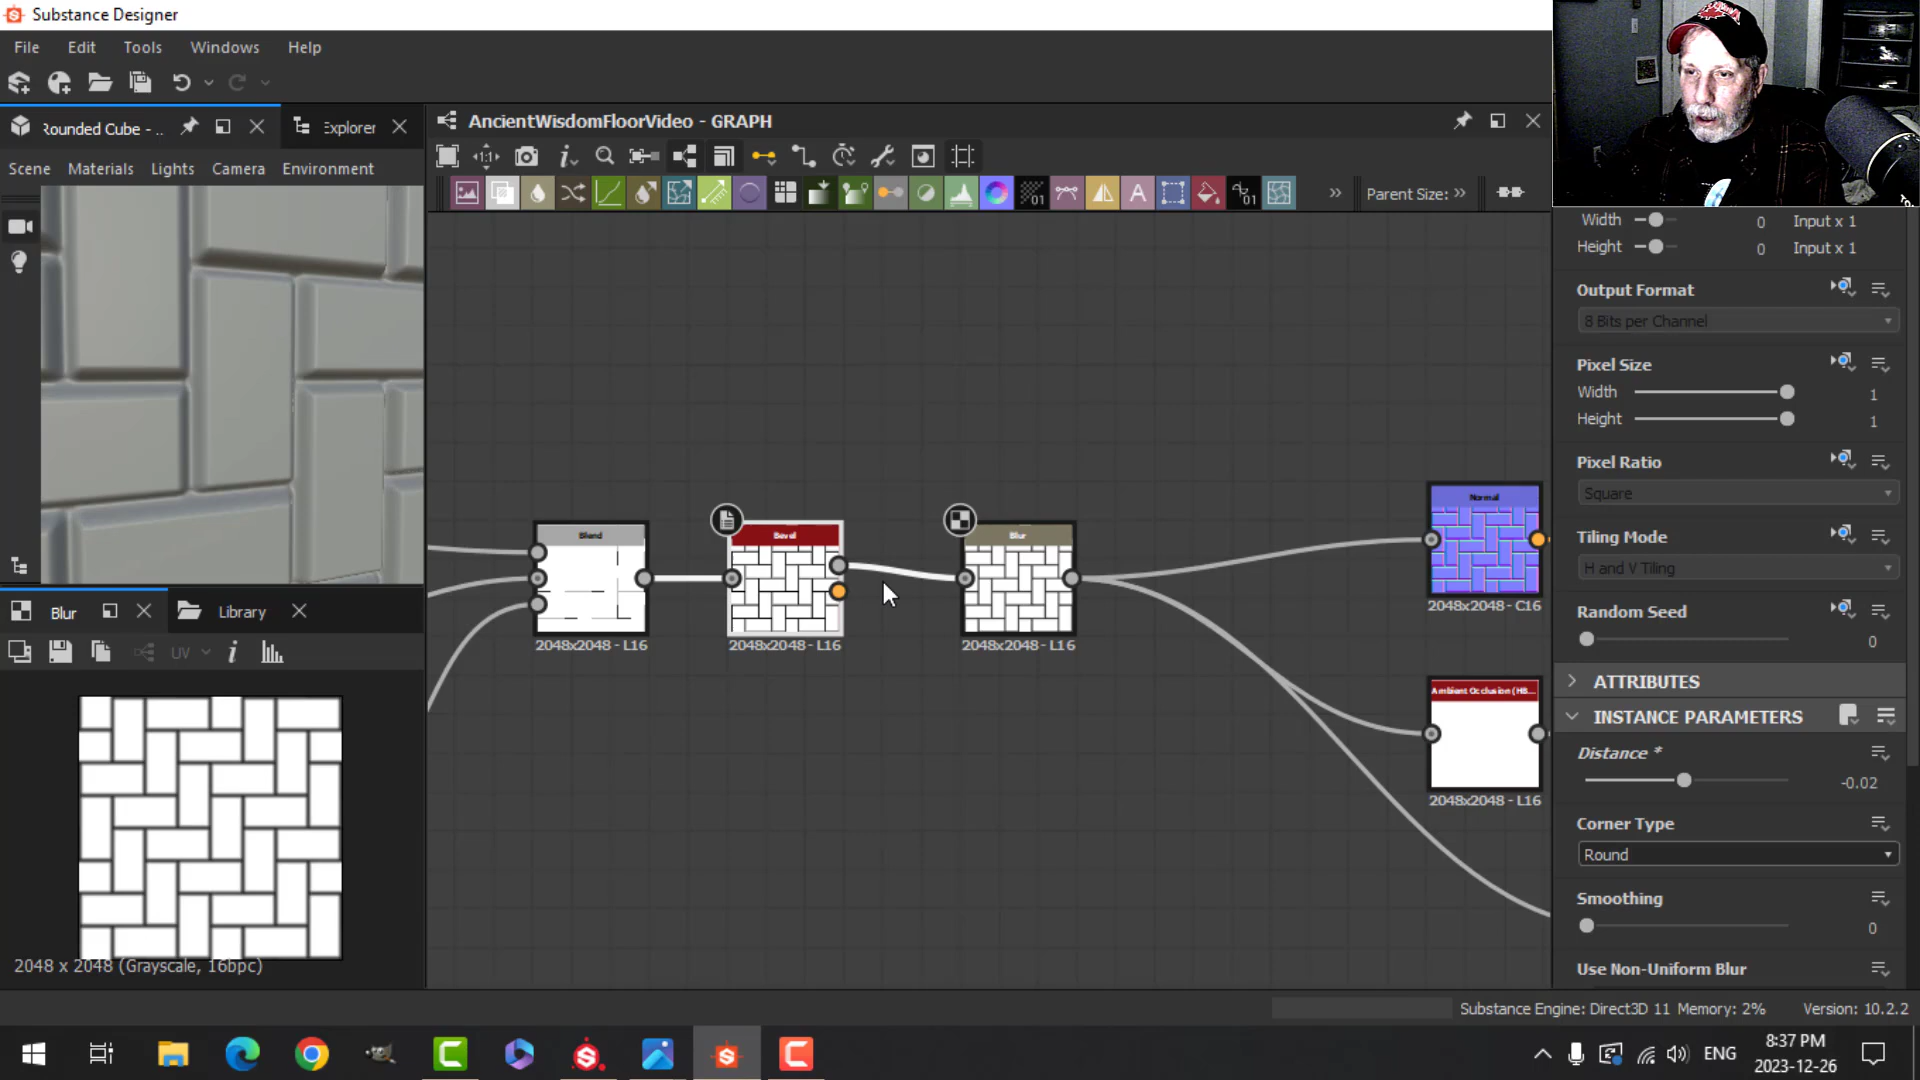 Substance Designer
File Edit Tools Windows Help
Rounded Cube - ..
Explorer
AncientWisdomFloorVideo - GRAPH
Scene Materials Lights Camera Environment
Parent Size:
Width 0 Input x 1
Height 0 Input x 1
Output Format
8 Bits per Channel
Pixel Size
Width 1
Height 1
Pixel Ratio
Square
Tiling Mode
H and V Tiling
Random Seed
0
ATTRIBUTES
INSTANCE PARAMETERS
Distance *
-0.02
Corner Type
Round
Smoothing
0
Use Non-Uniform Blur
Blend
2048x2048 - L16
Bevel
2048x2048 - L16
Blur
2048x2048 - L16
Normal
2048x2048 - C16
Ambient Occlusion (HB...
2048x2048 - L16
Blur
Library
UV
2048 x 2048 (Grayscale, 16bpc)
Substance Engine: Direct3D 11 Memory: 2% Version: 10.2.2
ENG
8:37 PM
2023-12-26